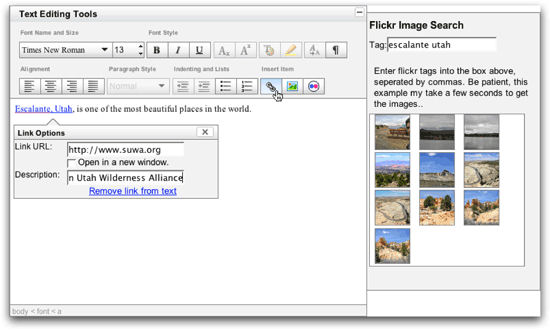 Text Editing Tools
Font Name and Size
Font Style
Times New Roman
13
B
I
U
Alignment
Paragraph Style
Indenting and Lists
Insert Item
Normal
Escalante, Utah, is one of the most beautiful places in the world.
Link Options
Link URL:
http://www.suwa.org
Open in a new window.
Description:
n Utah Wilderness Alliance
Remove link from text
body < font < a
Flickr Image Search
Tag:
escalante utah
Enter flickr tags into the box above,
seperated by commas. Be patient, this
example my take a few seconds to get
the images..